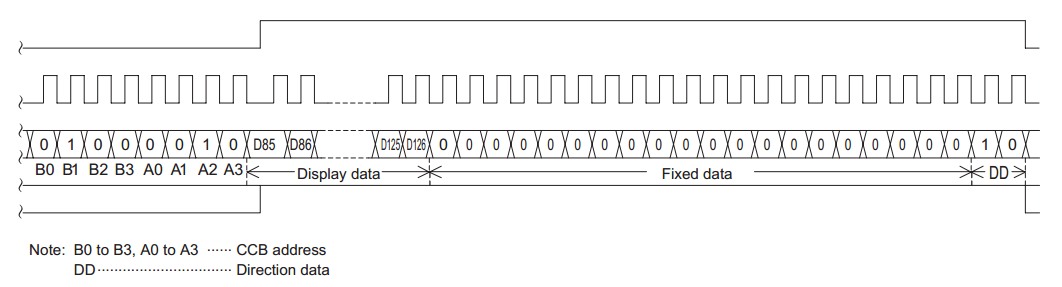 0 1 0 0 0 0 1 0 D85 D86 D125 D126 0 0 0 0 0 0 0 0 0 0 0 0 0 0 0 0 0 0 0 0 1 0
B0 B1 B2 B3 A0 A1 A2 A3 Display data Fixed data DD
Note: B0 to B3, A0 to A3 ······ CCB address
DD································ Direction data